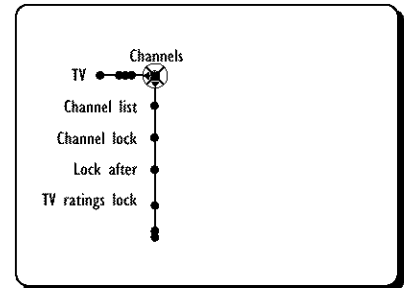 Channels
TV
Channel list
Channel lock
Lock after
TV ratings lock